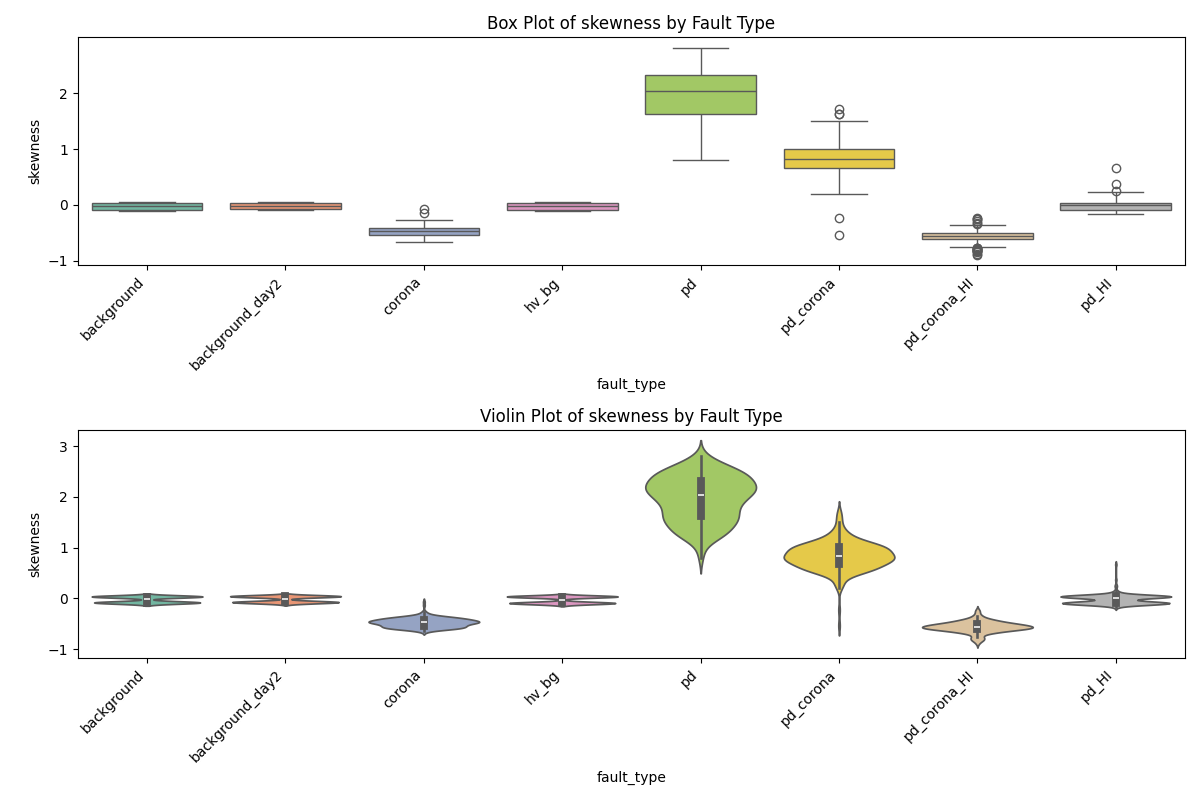 Box Plot of skewness by Fault Type
skewness
2
1
0
−1
background
background_day2
corona
hv_bg
pd
pd_corona
pd_corona_HI
pd_HI
fault_type
Violin Plot of skewness by Fault Type
skewness
3
2
1
0
−1
background
background_day2
corona
hv_bg
pd
pd_corona
pd_corona_HI
pd_HI
fault_type